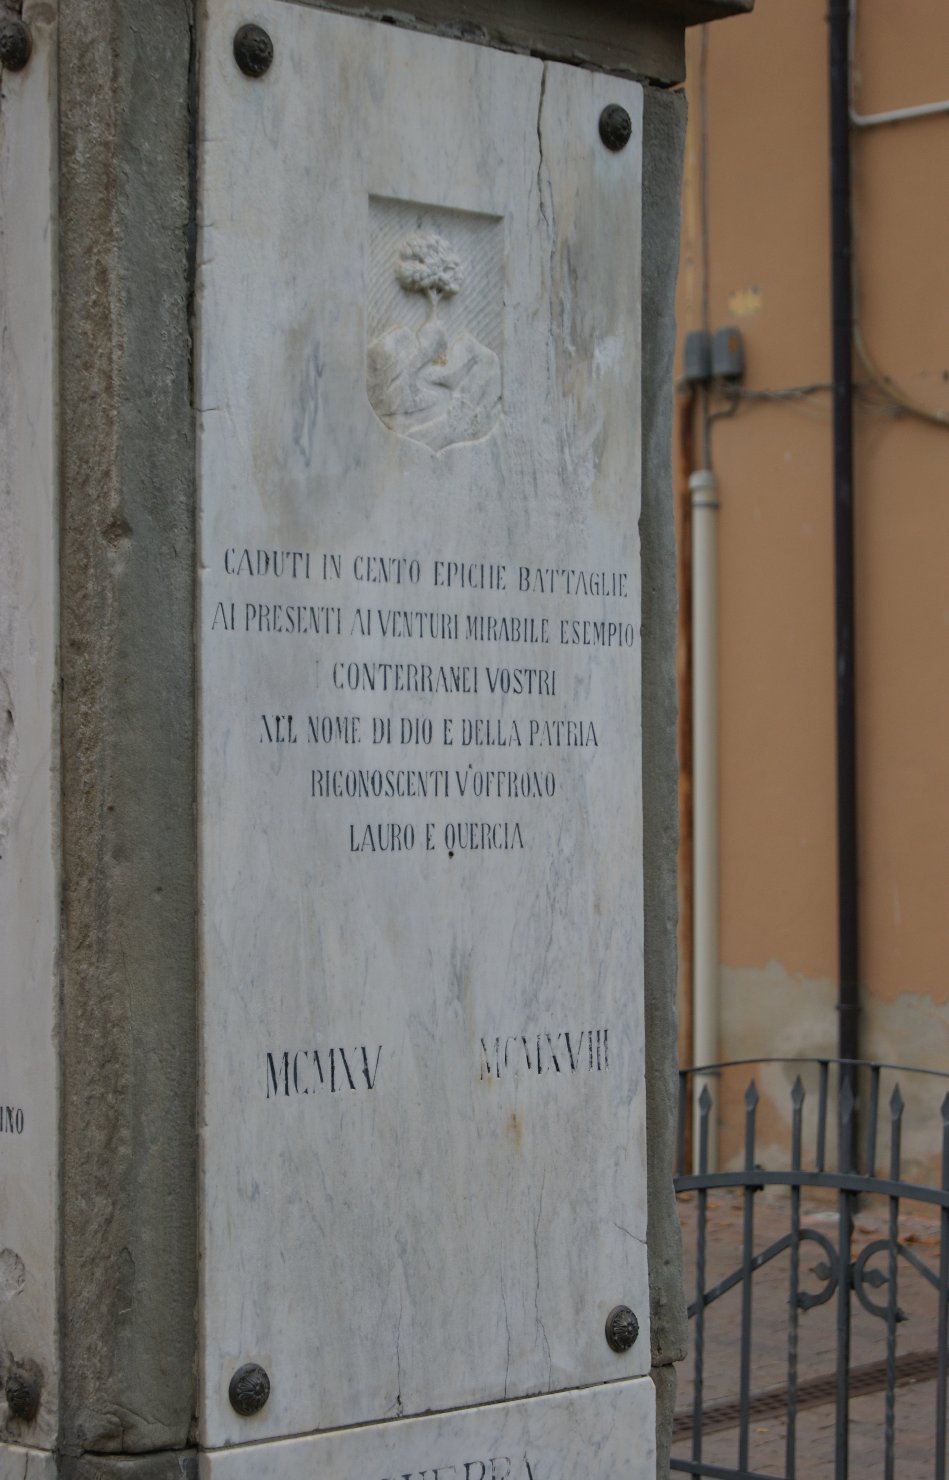 CADUTI IN CENTO EPICHE BATTAGLIE
AI PRESENTI AI VENTURI MIRABILE ESEMPIO
CONTERRANEI VOSTRI
NEL NOME DI DIO E DELLA PATRIA
RICONOSCENTI V'OFFRONO
LAURO E QUERCIA
MCMXV MCMXVIII